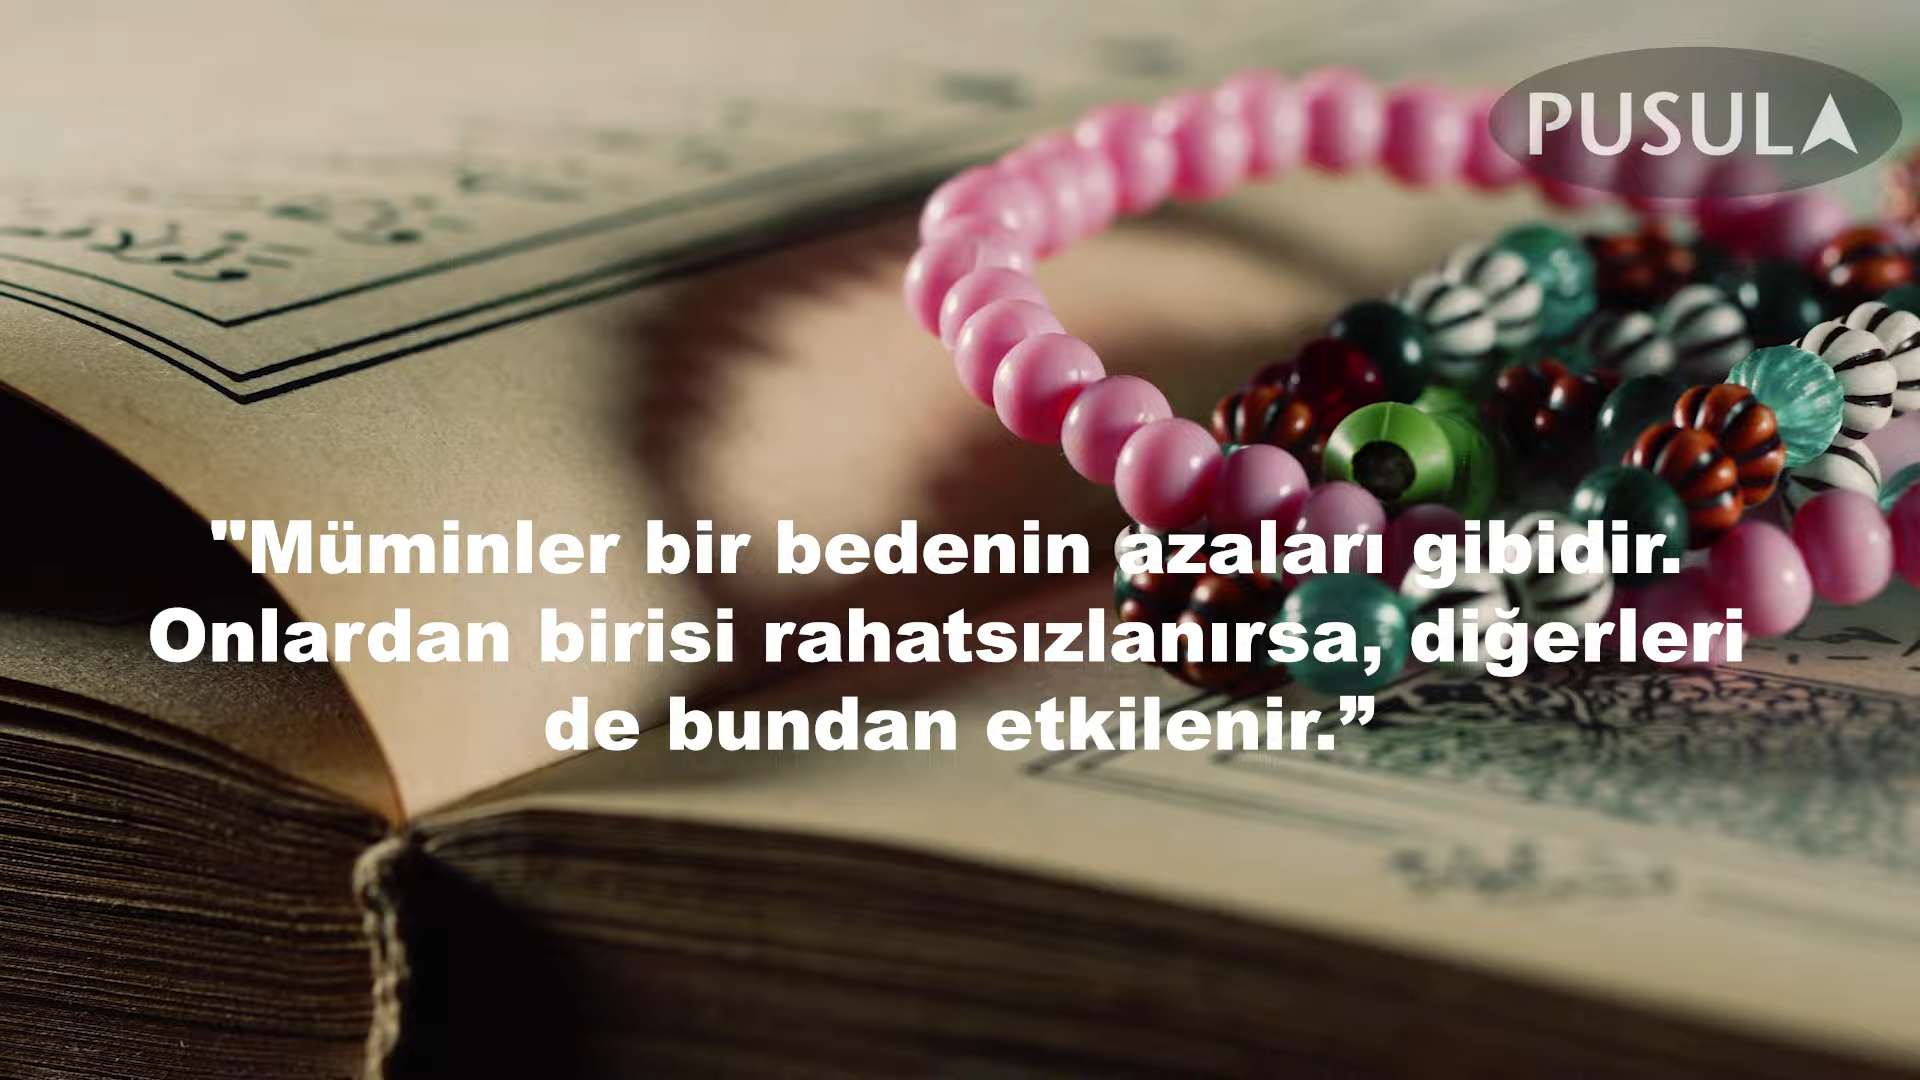 PUSULA
"Müminler bir bedenin azaları gibidir.
Onlardan birisi rahatsızlanırsa, diğerleri
de bundan etkilenir.”